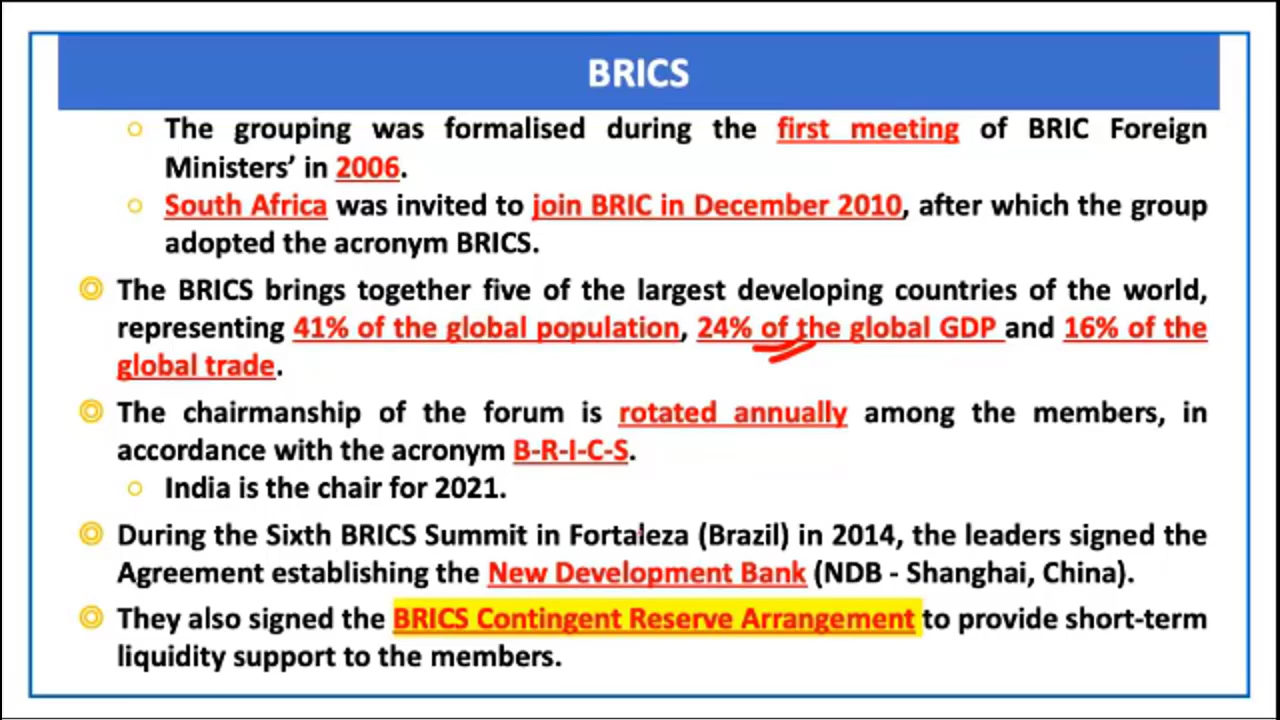 BRICS
The grouping was formalised during the first meeting of BRIC Foreign
Ministers’ in 2006.
South Africa was invited to join BRIC in December 2010, after which the group
adopted the acronym BRICS.
The BRICS brings together five of the largest developing countries of the world,
representing 41% of the global population, 24% of the global GDP and 16% of the
global trade.
The chairmanship of the forum is rotated annually among the members, in
accordance with the acronym B-R-I-C-S.
India is the chair for 2021.
During the Sixth BRICS Summit in Fortaleza (Brazil) in 2014, the leaders signed the
Agreement establishing the New Development Bank (NDB - Shanghai, China).
They also signed the BRICS Contingent Reserve Arrangement to provide short-term
liquidity support to the members.